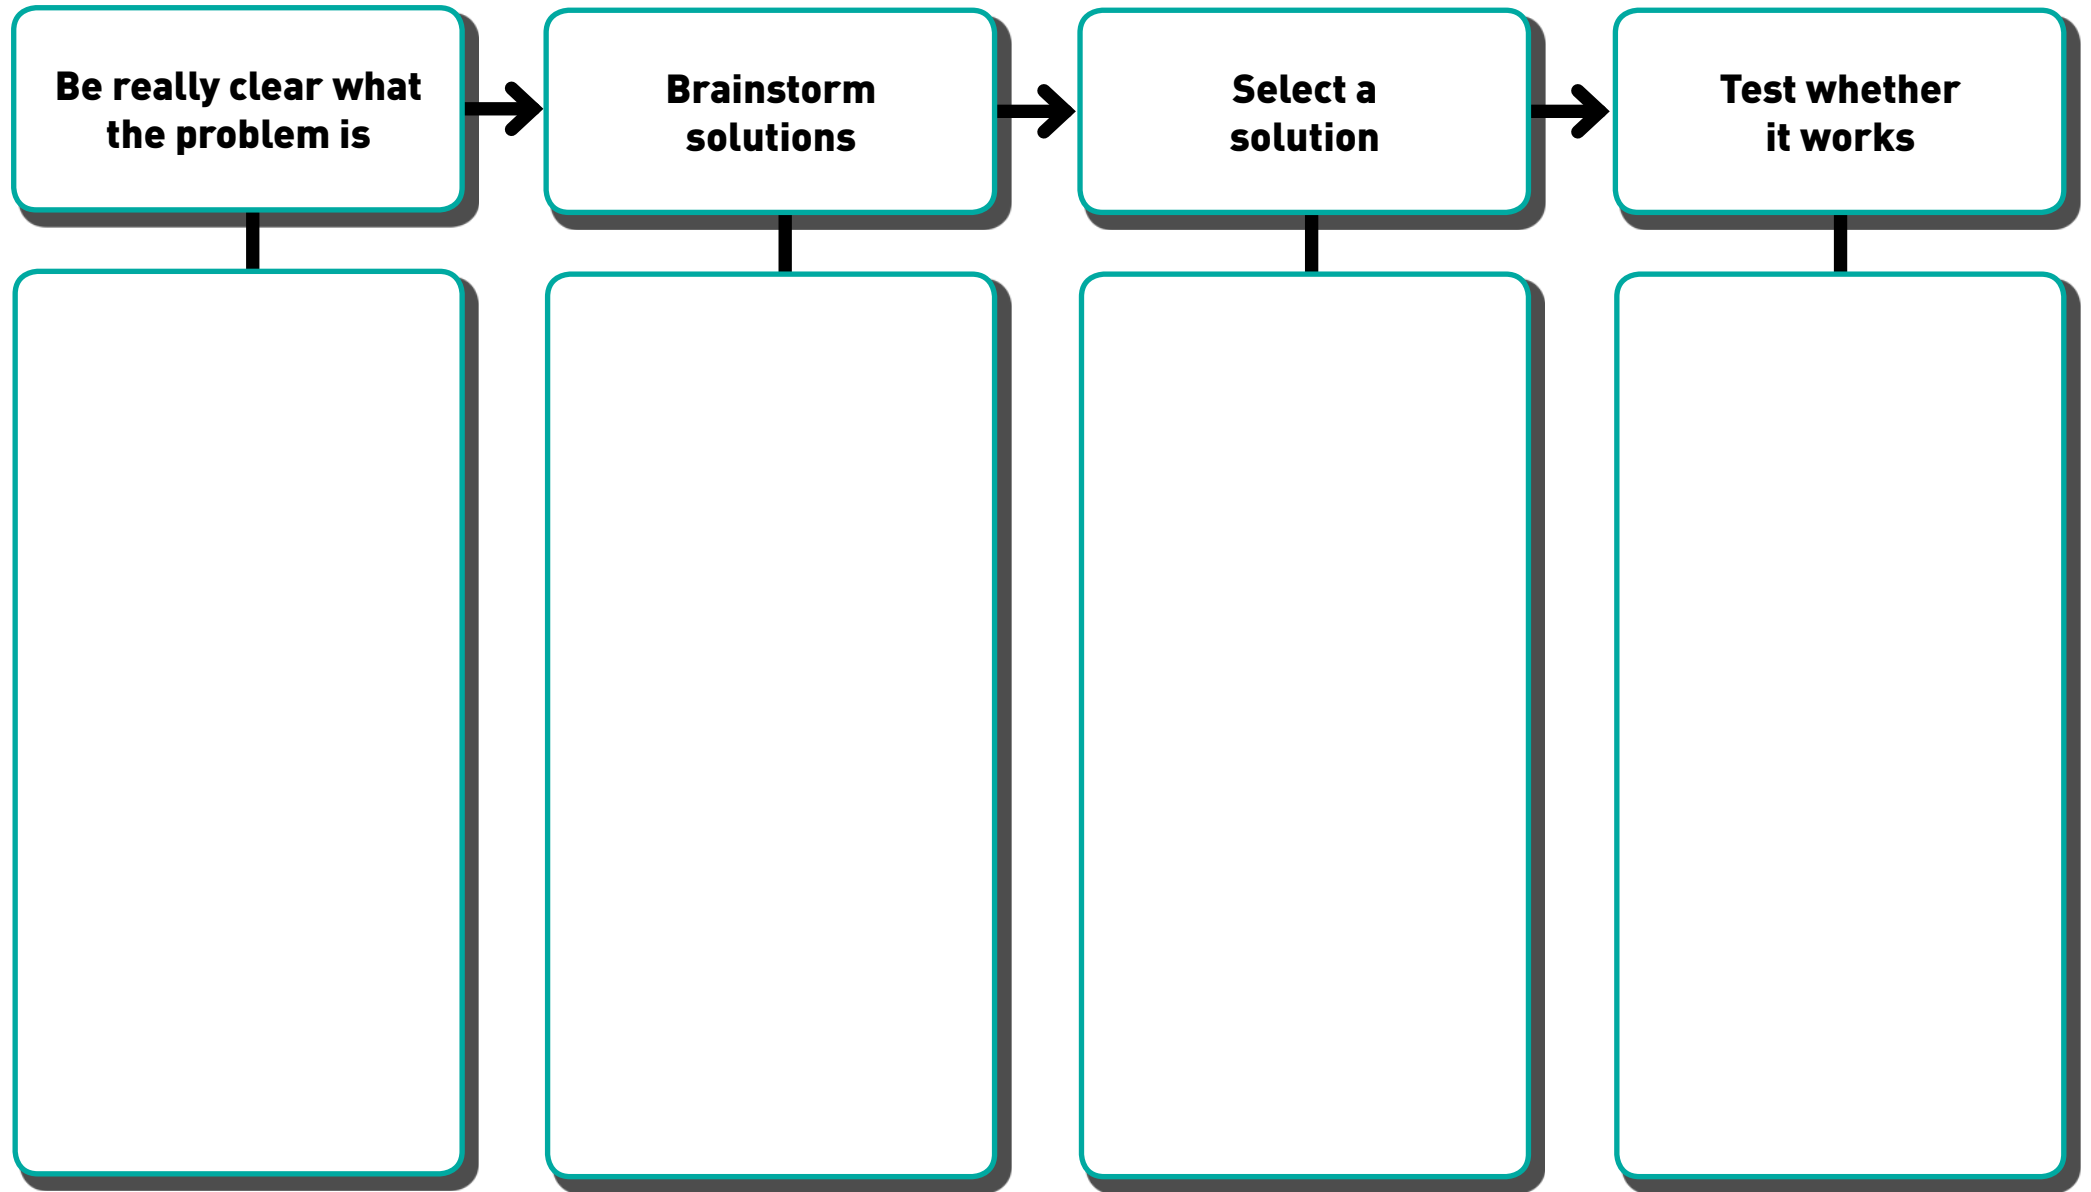 Be really clear what
the problem is
Brainstorm
solutions
Select a
solution
Test whether
it works